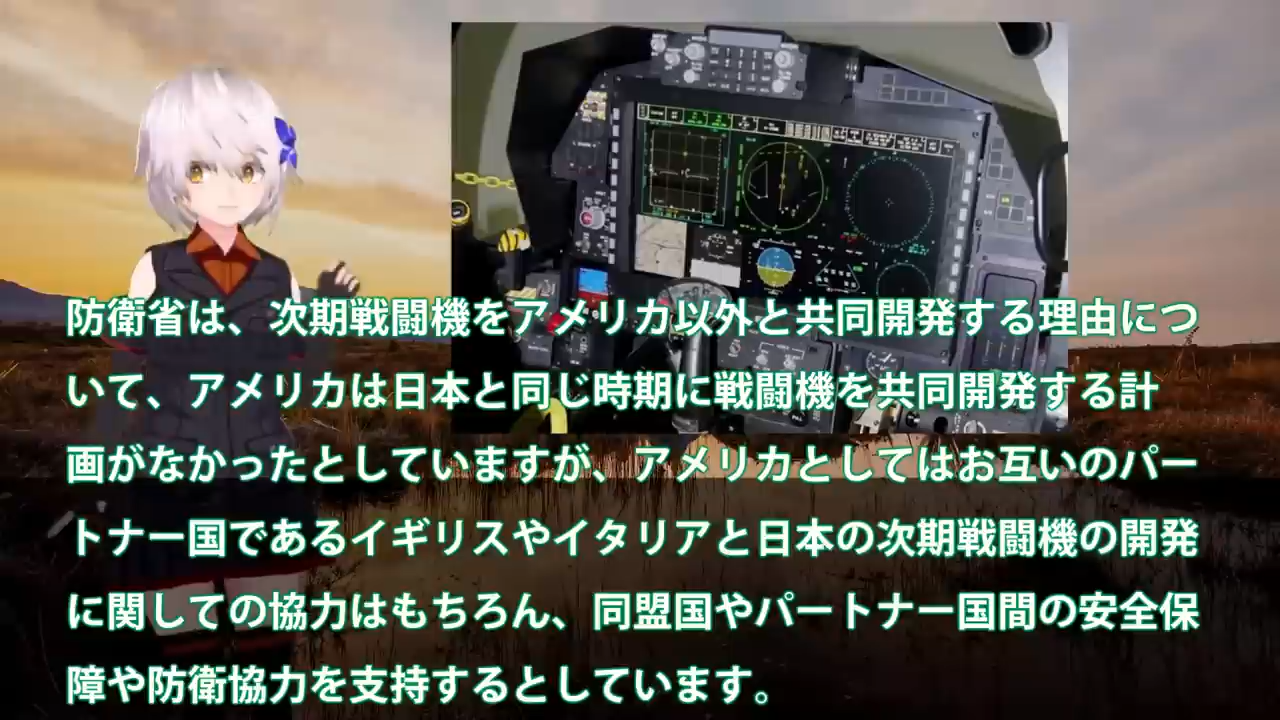 防衛省は、次期戦闘機をアメリカ以外と共同開発する理由につ
いて、アメリカは日本と同じ時期に戦闘機を共同開発する計
画がなかったとしていますが、アメリカとしてはお互いのパー
トナー国であるイギリスやイタリアと日本の次期戦闘機の開発
に関しての協力はもちろん、同盟国やパートナー国間の安全保
障や防衛協力を支持するとしています。